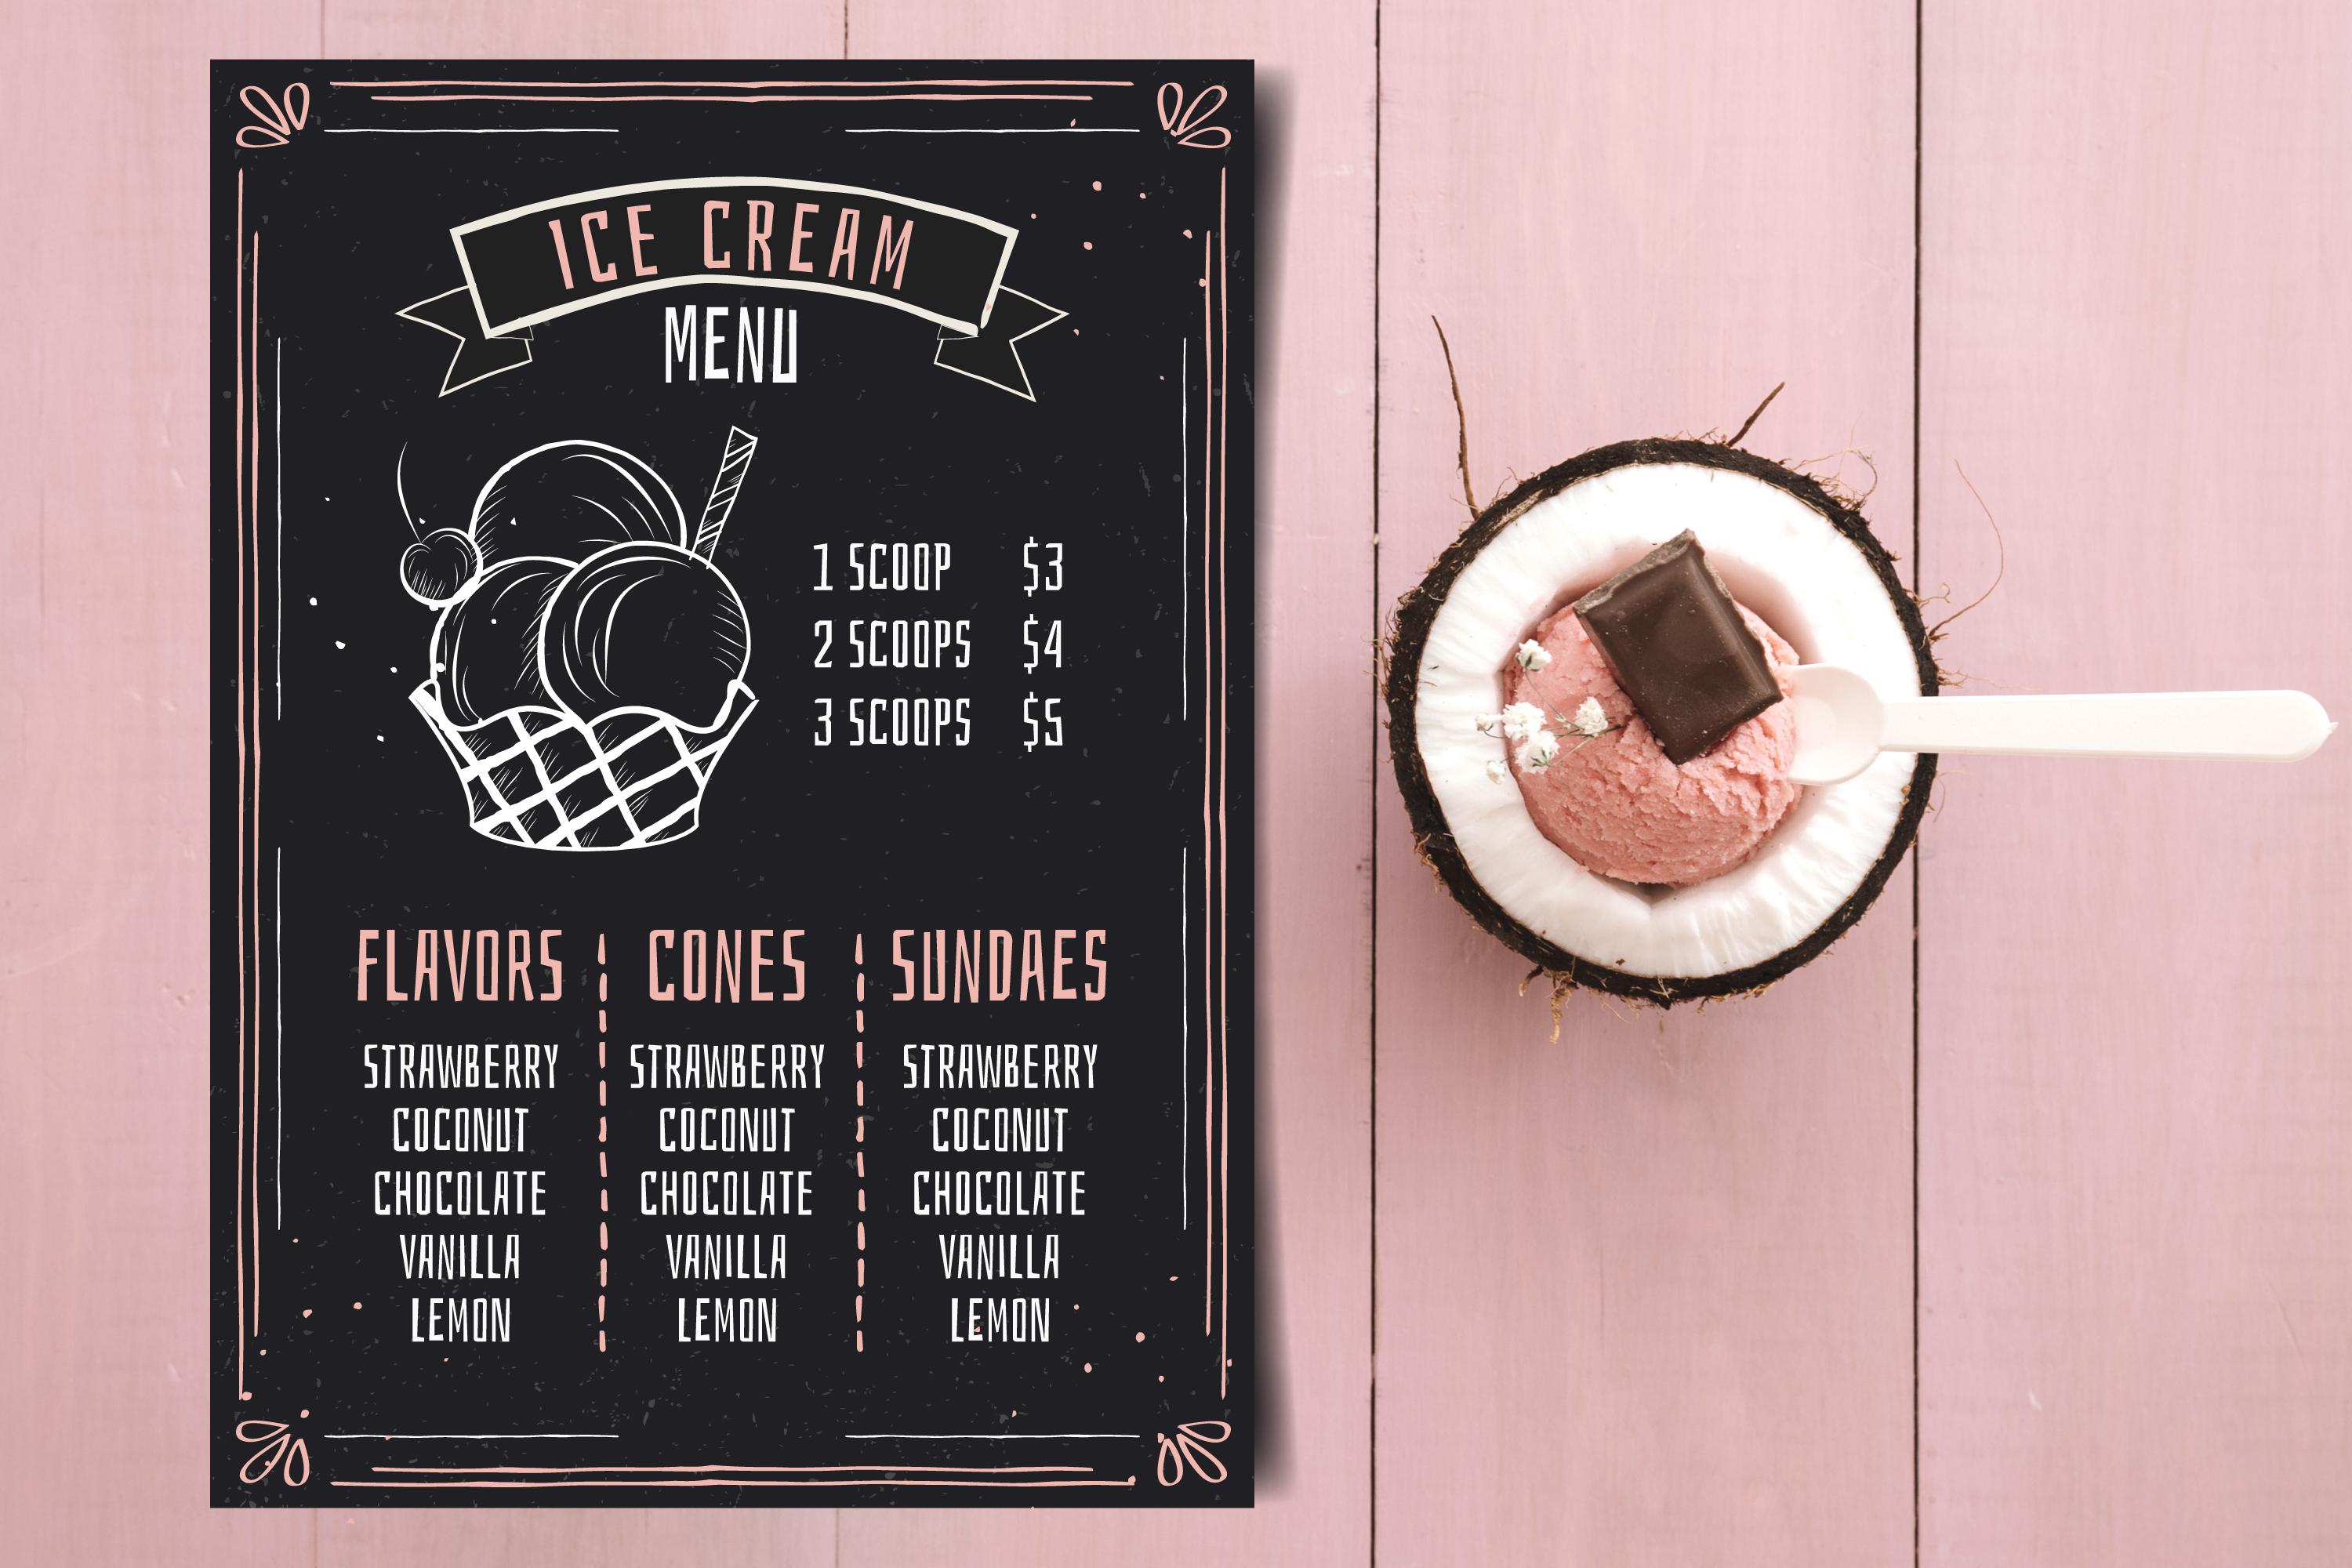 ICE CREAM
MENU
1 SCOOP $3
2 SCOOPS $4
3 SCOOPS $5
FLAVORS
STRAWBERRY
COCONUT
CHOCOLATE
VANILLA
LEMON
CONES
STRAWBERRY
COCONUT
CHOCOLATE
VANILLA
LEMON
SUNDAES
STRAWBERRY
COCONUT
CHOCOLATE
VANILLA
LEMON